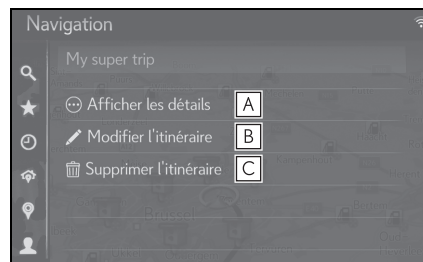 Navigation
My super trip
Afficher les détails A
Modifier l'itinéraire B
Supprimer l'itinéraire C